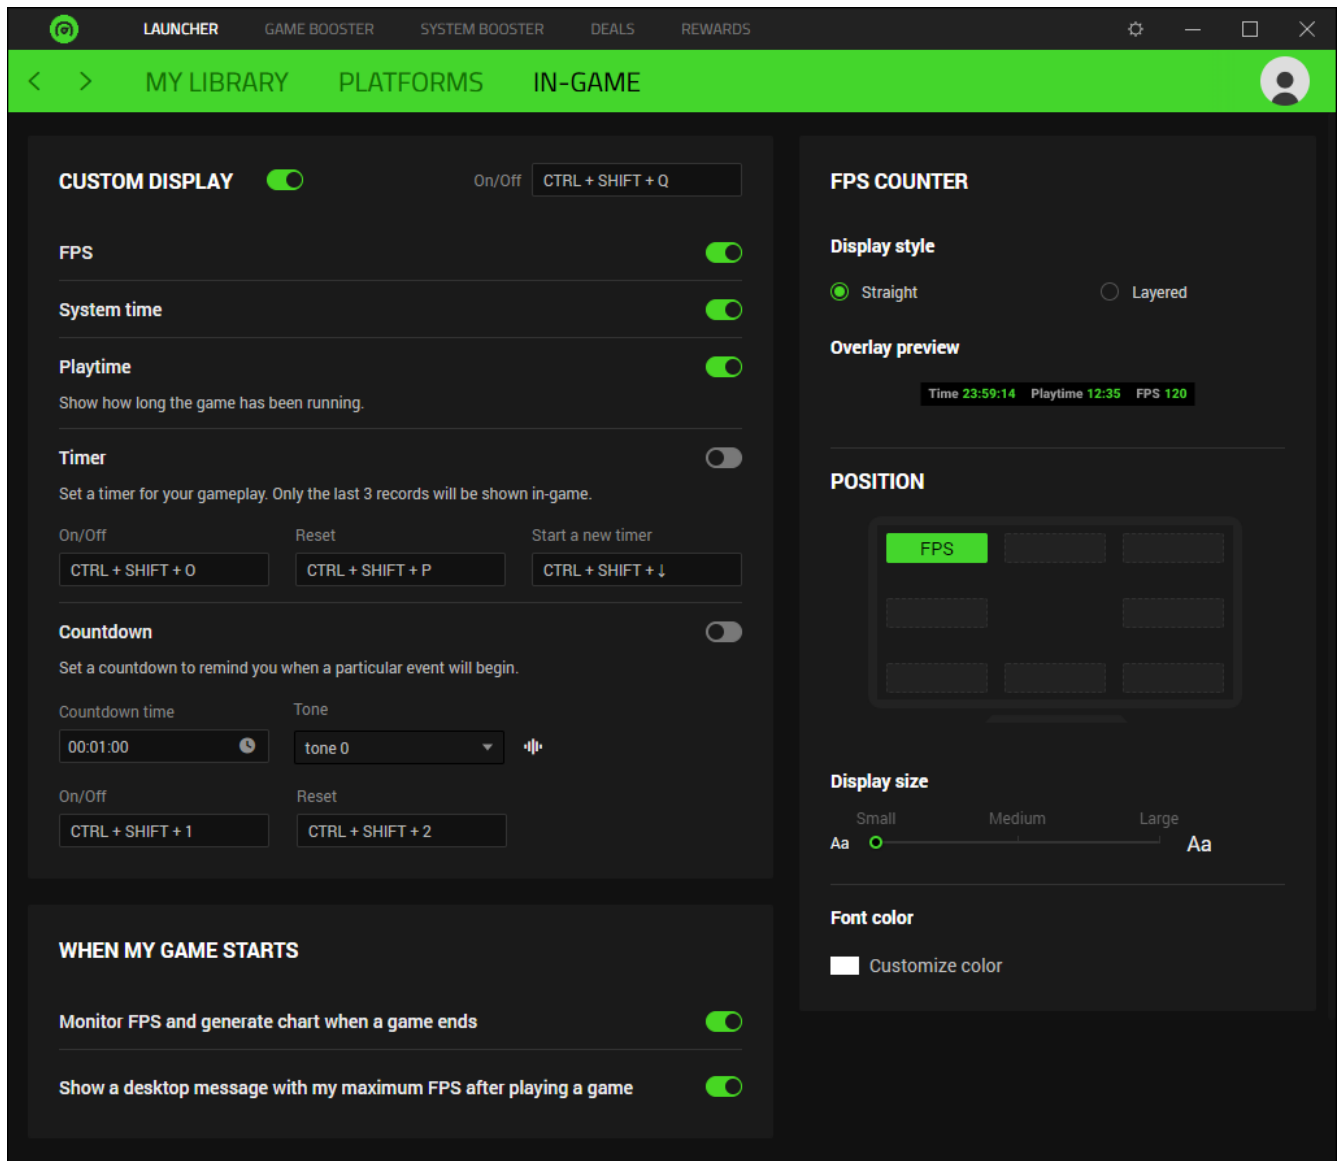 LAUNCHER GAME BOOSTER SYSTEM BOOSTER DEALS REWARDS
MY LIBRARY PLATFORMS IN-GAME
CUSTOM DISPLAY On/Off CTRL + SHIFT + Q
FPS
System time
Playtime
Show how long the game has been running.
Timer
Set a timer for your gameplay. Only the last 3 records will be shown in-game.
On/Off Reset Start a new timer
CTRL + SHIFT + O CTRL + SHIFT + P CTRL + SHIFT + ↓
Countdown
Set a countdown to remind you when a particular event will begin.
Countdown time Tone
00:01:00 tone 0
On/Off Reset
CTRL + SHIFT + 1 CTRL + SHIFT + 2
WHEN MY GAME STARTS
Monitor FPS and generate chart when a game ends
Show a desktop message with my maximum FPS after playing a game
FPS COUNTER
Display style
Straight Layered
Overlay preview
Time 23:59:14 Playtime 12:35 FPS 120
POSITION
FPS
Display size
Small Medium Large
Aa Aa
Font color
Customize color